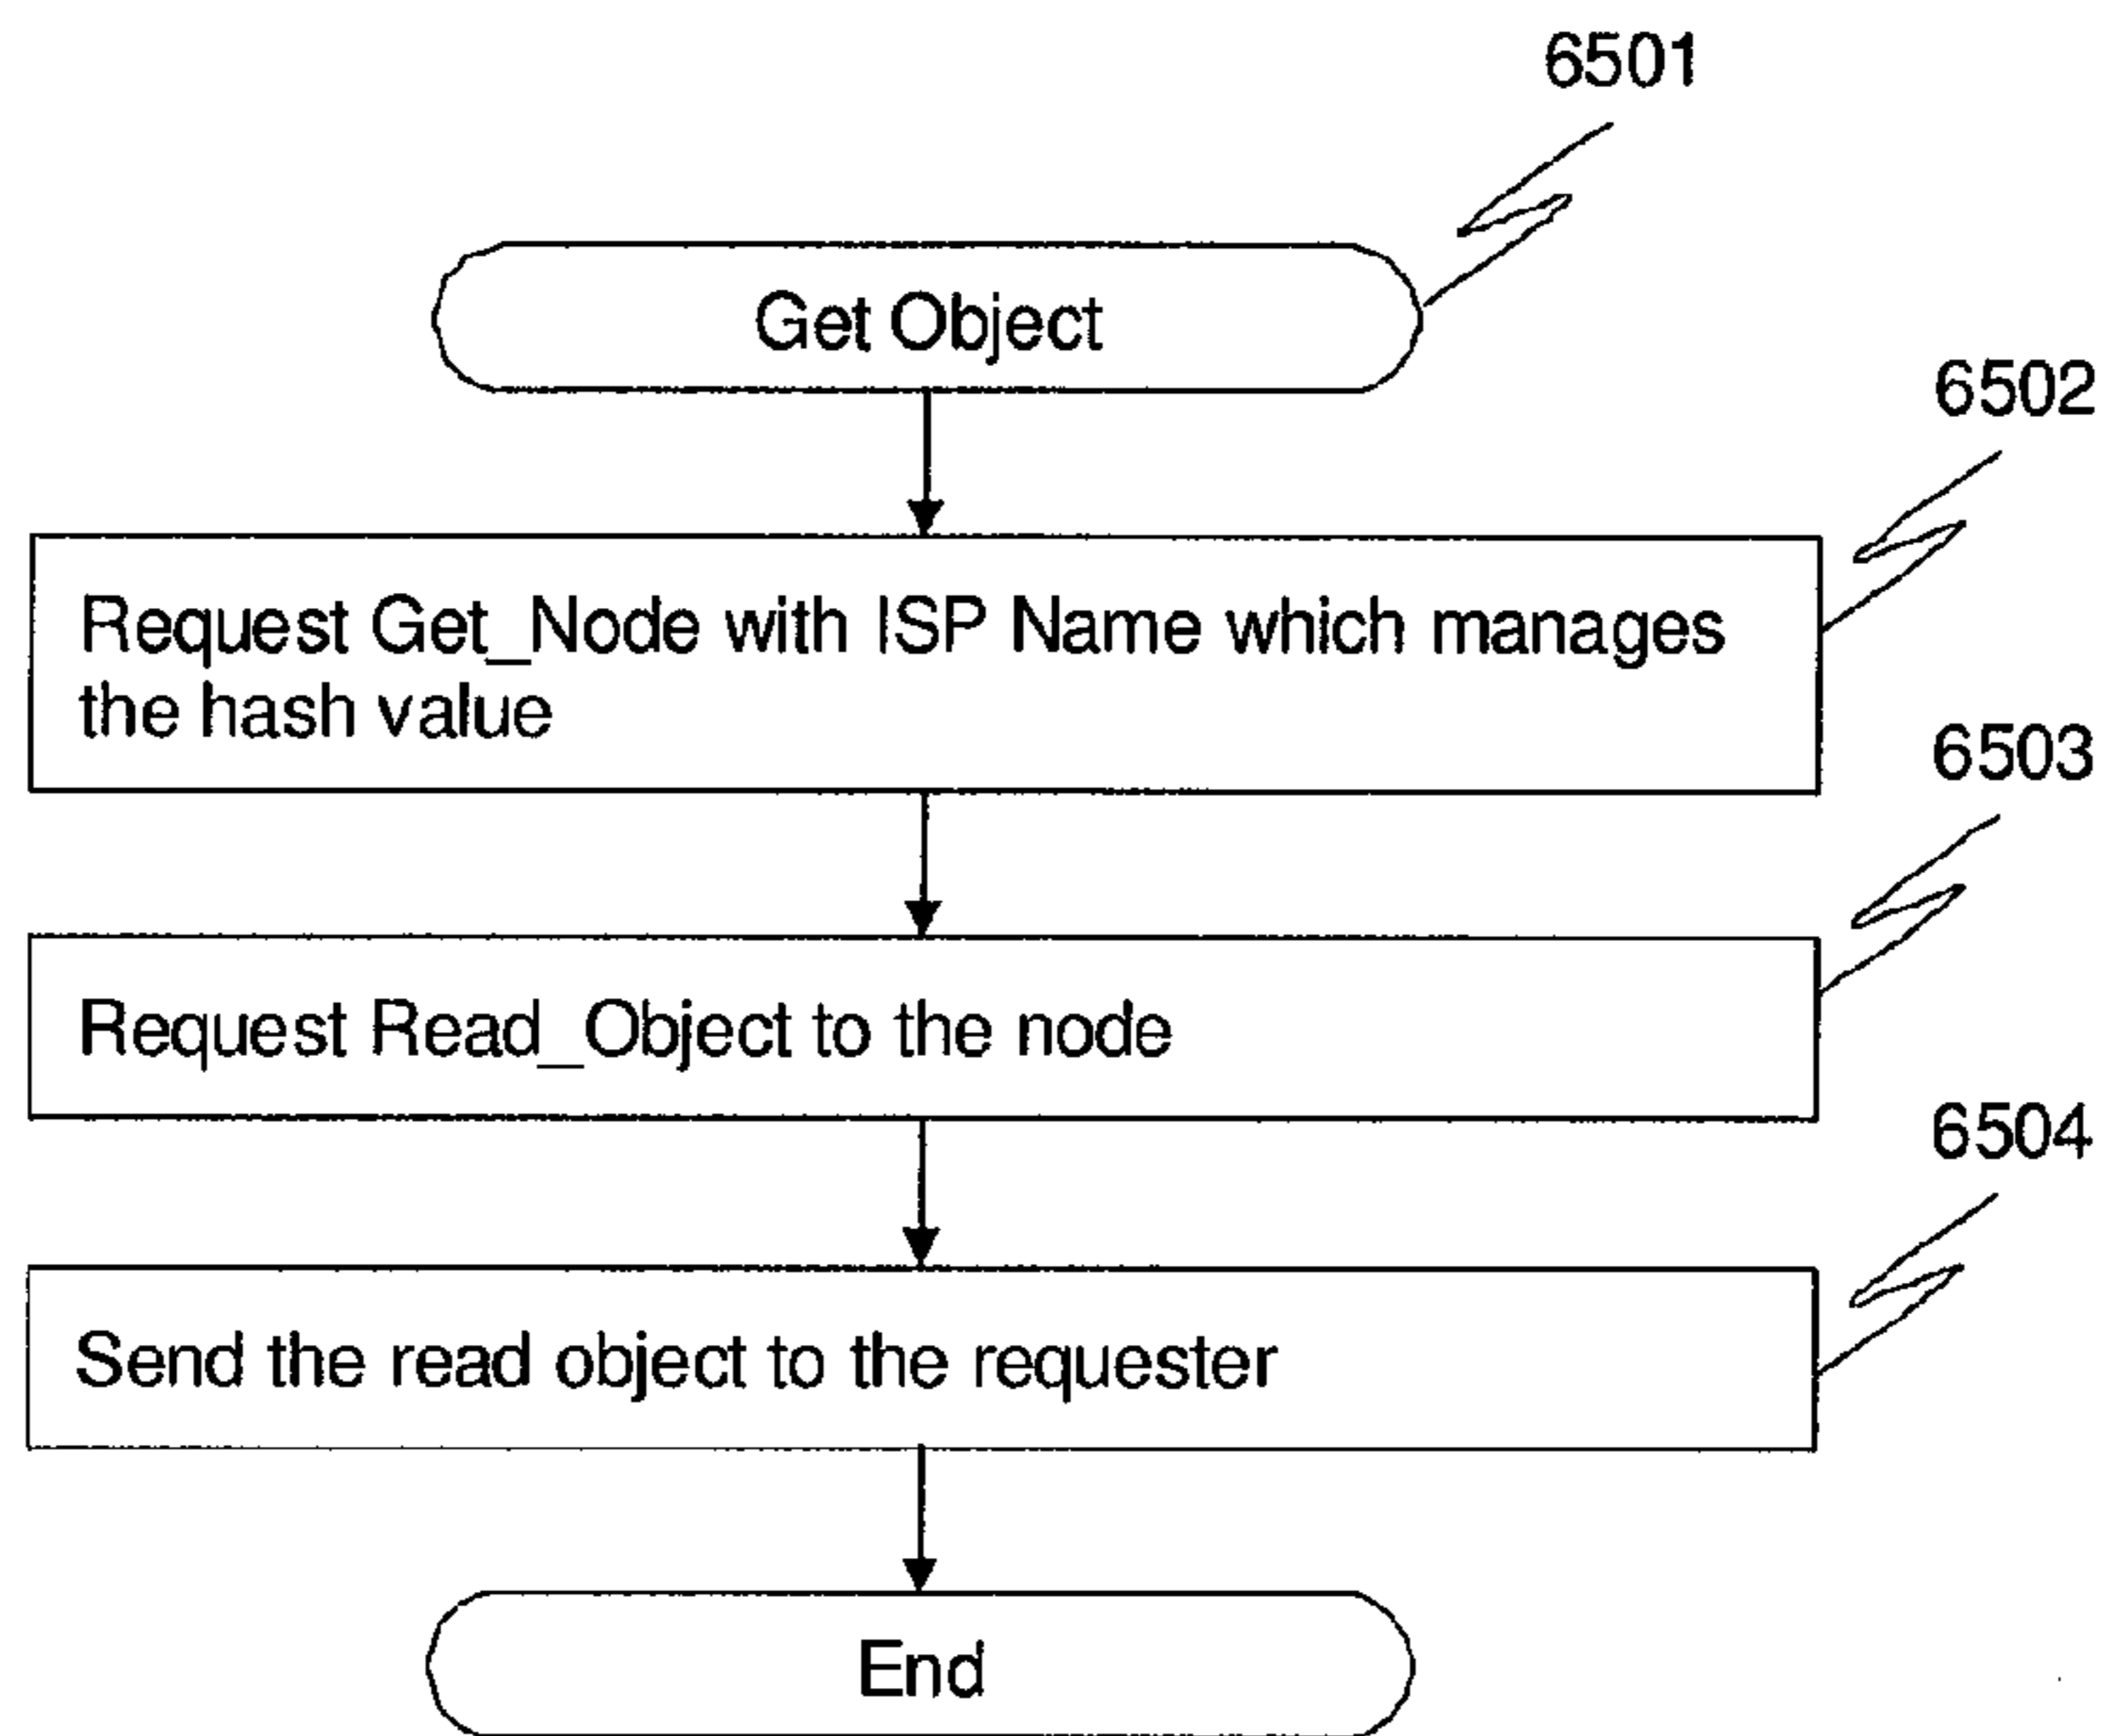 6501
Get Object
6502
Request Get_Node with ISP Name which manages
the hash value
6503
Request Read_Object to the node
6504
Send the read object to the requester
End